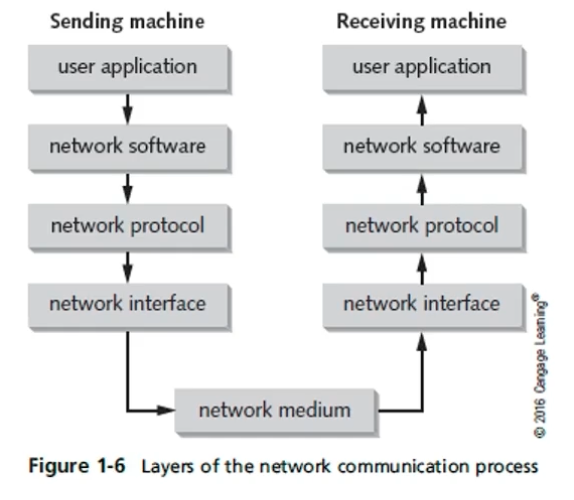 Sending machine
user application
network software
network protocol
network interface
Receiving machine
user application
network software
network protocol
network interface
network medium
© 2016 Cengage Learning®
Figure 1-6 Layers of the network communication process